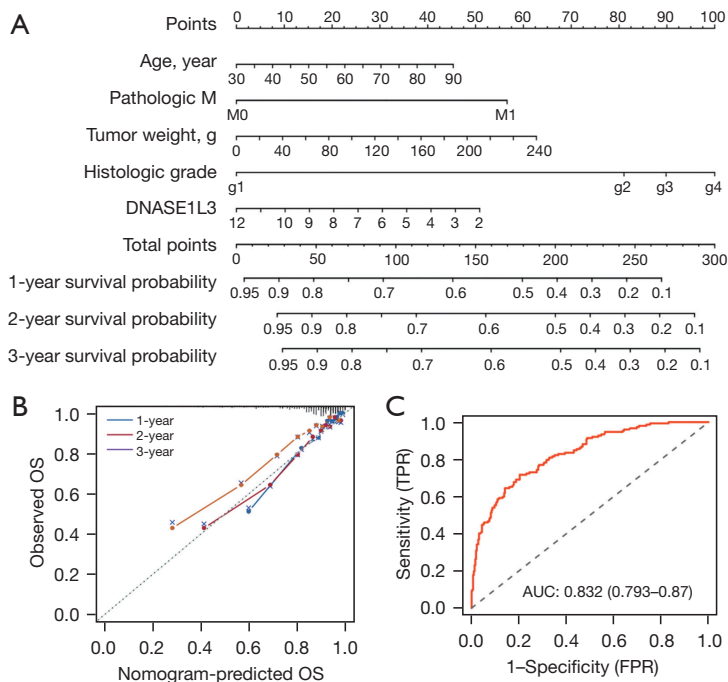 A
Points
0 10 20 30 40 50 60 70 80 90 100
Age, year
30 40 50 60 70 80 90
Pathologic M
M0 M1
Tumor weight, g
0 40 80 120 160 200 240
Histologic grade
g1 g2 g3 g4
DNASE1L3
12 10 9 8 7 6 5 4 3 2
Total points
0 50 100 150 200 250 300
1-year survival probability
0.95 0.9 0.8 0.7 0.6 0.5 0.4 0.3 0.2 0.1
2-year survival probability
0.95 0.9 0.8 0.7 0.6 0.5 0.4 0.3 0.2 0.1
3-year survival probability
0.95 0.9 0.8 0.7 0.6 0.5 0.4 0.3 0.2 0.1
B
1.0
0.8
0.6
0.4
0.2
0.0
Observed OS
1-year
2-year
3-year
0.0 0.2 0.4 0.6 0.8 1.0
Nomogram-predicted OS
C
1.0
0.8
0.6
0.4
0.2
0.0
Sensitivity (TPR)
AUC: 0.832 (0.793–0.87)
0.0 0.2 0.4 0.6 0.8 1.0
1–Specificity (FPR)